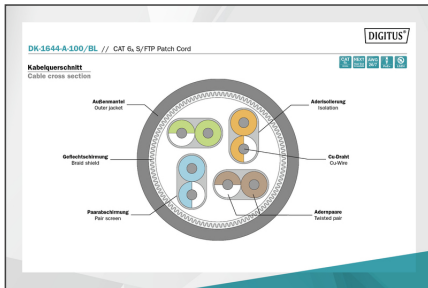 DIGITUS
DK-1644-A-100/BL // CAT 6A S/FTP Patch Cord
Kabelquerschnitt
Cable cross section
Außenmantel
Outer jacket
Aderisolierung
Isolation
Geflechtschirmung
Braid shield
Cu-Draht
Cu-Wire
Paarabschirmung
Pair screen
Adernpaare
Twisted pair